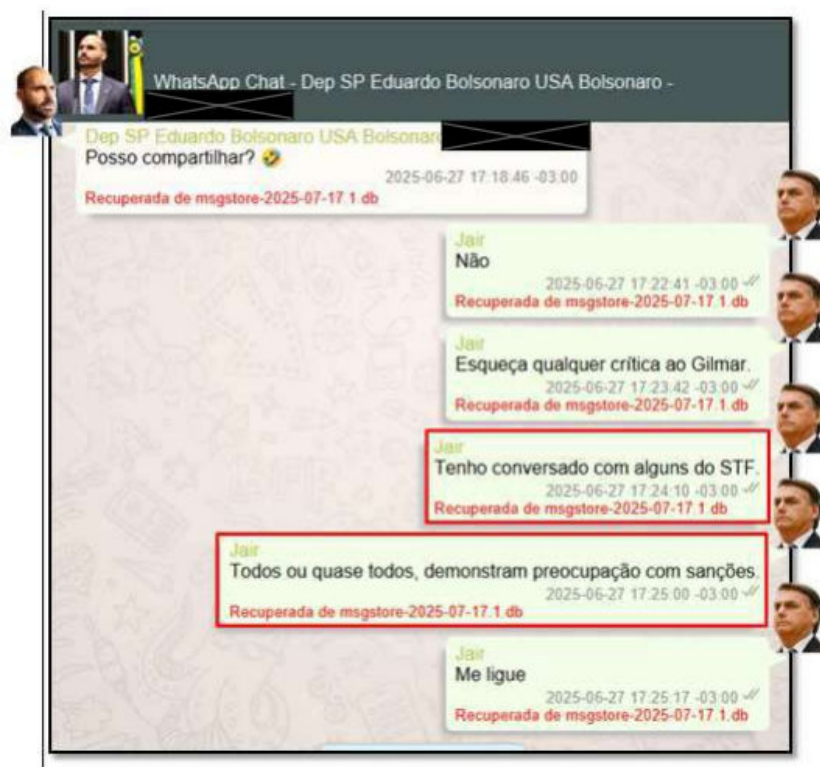 WhatsApp Chat - Dep SP Eduardo Bolsonaro USA Bolsonaro -
Dep SP Eduardo Bolsonaro USA Bolsonaro
Posso compartilhar? 🤣
2025-06-27 17:18:46 -03:00
Recuperada de msgstore-2025-07-17.1.db
Jair
Não
2025-06-27 17:22:41 -03:00
Recuperada de msgstore-2025-07-17.1.db
Jair
Esqueça qualquer crítica ao Gilmar.
2025-06-27 17:23:42 -03:00
Recuperada de msgstore-2025-07-17.1.db
Jair
Tenho conversado com alguns do STF.
2025-06-27 17:24:10 -03:00
Recuperada de msgstore-2025-07-17.1.db
Jair
Todos ou quase todos, demonstram preocupação com sanções.
2025-06-27 17:25:00 -03:00
Recuperada de msgstore-2025-07-17.1.db
Jair
Me ligue
2025-06-27 17:25:17 -03:00
Recuperada de msgstore-2025-07-17.1.db